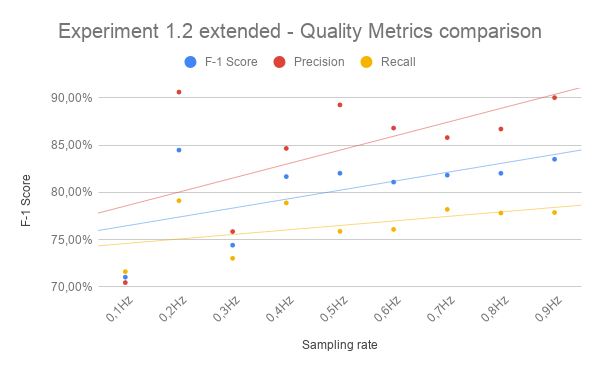 Experiment 1.2 extended - Quality Metrics comparison
F-1 Score Precision Recall
90,00%
85,00%
80,00%
75,00%
70,00%
F-1 Score
0,1Hz 0,2Hz 0,3Hz 0,4Hz 0,5Hz 0,6Hz 0,7Hz 0,8Hz 0,9Hz
Sampling rate